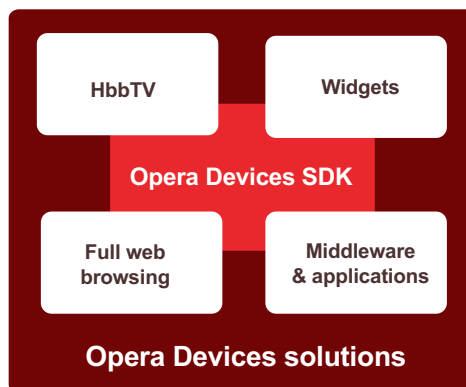 HbbTV
Widgets
Opera Devices SDK
Full web
browsing
Middleware
& applications
Opera Devices solutions